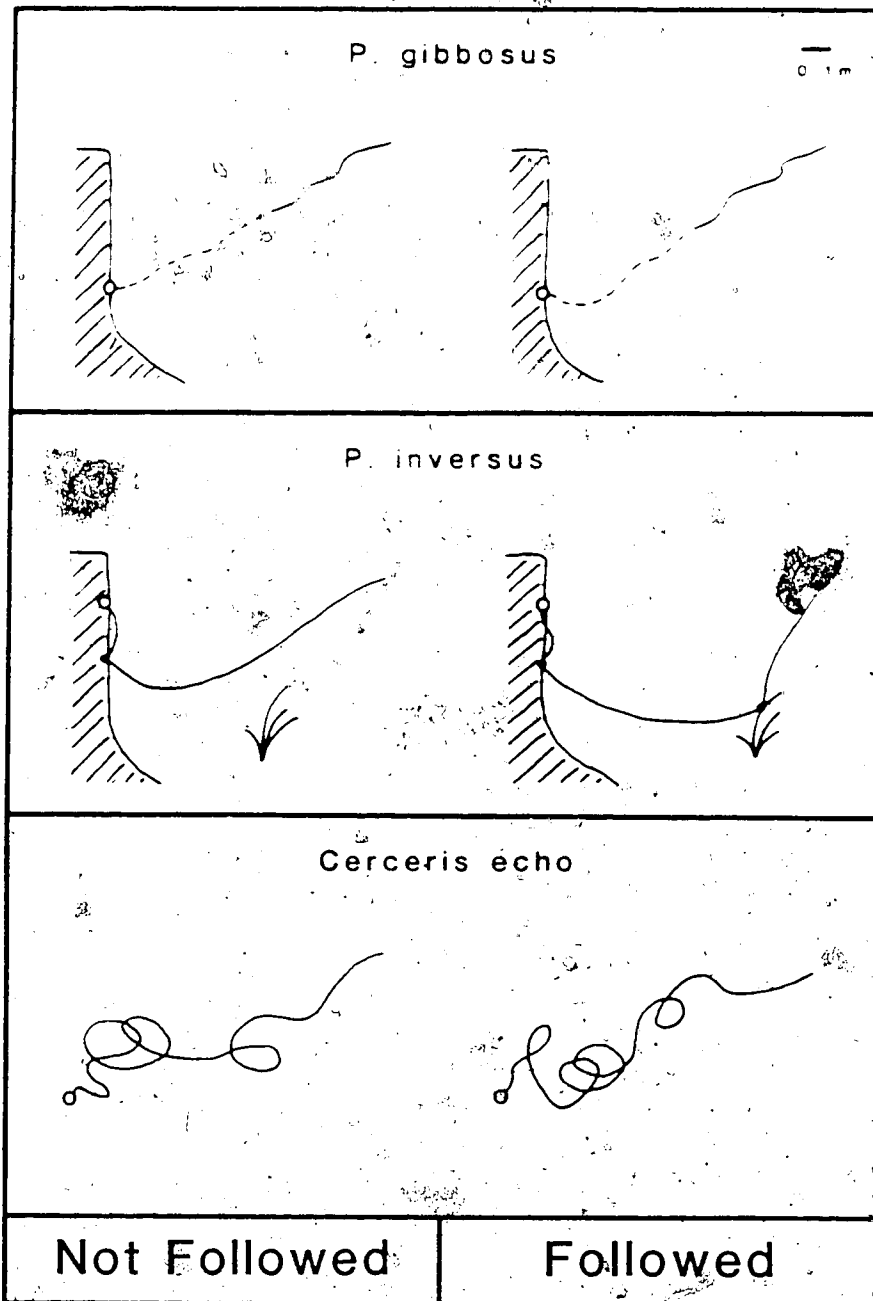 P. gibbosus
0 1 m
P. inversus
Cerceris echo
Not Followed
Followed